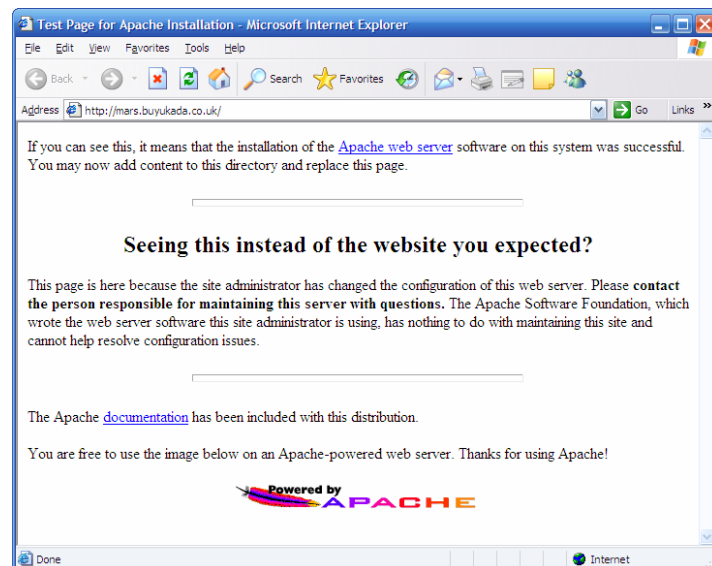 Test Page for Apache Installation - Microsoft Internet Explorer
File Edit View Favorites Tools Help
Back Search Favorites
Address http://mars.buyukada.co.uk/ Go Links »
If you can see this, it means that the installation of the Apache web server software on this system was successful.
You may now add content to this directory and replace this page.
Seeing this instead of the website you expected?
This page is here because the site administrator has changed the configuration of this web server. Please contact
the person responsible for maintaining this server with questions. The Apache Software Foundation, which
wrote the web server software this site administrator is using, has nothing to do with maintaining this site and
cannot help resolve configuration issues.
The Apache documentation has been included with this distribution.
You are free to use the image below on an Apache-powered web server. Thanks for using Apache!
Powered by
APACHE
Done Internet